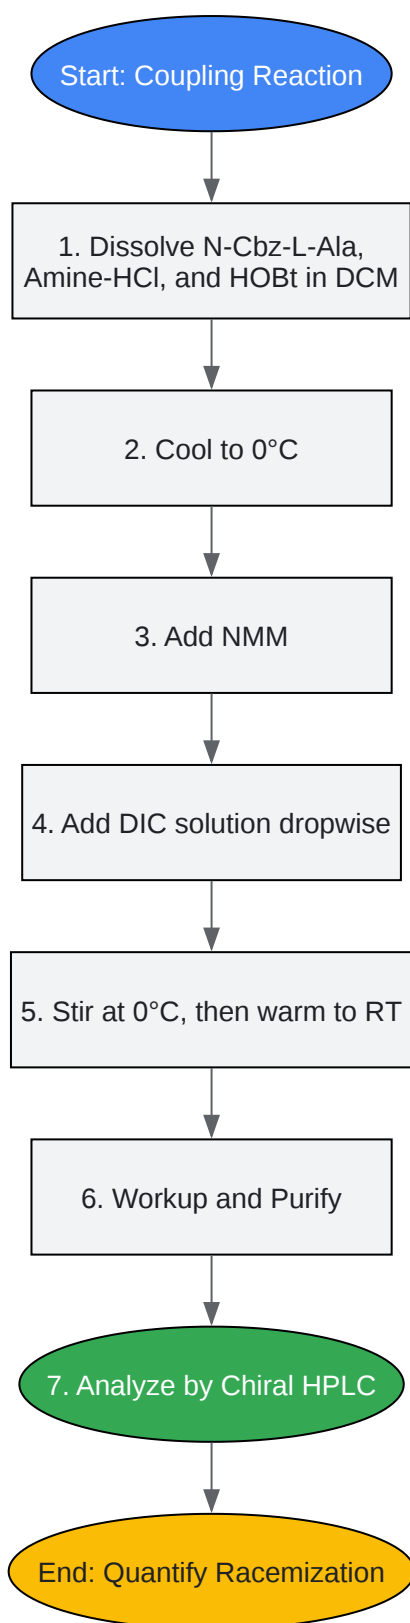 Start: Coupling Reaction
1. Dissolve N-Cbz-L-Ala,
Amine-HCl, and HOBt in DCM
2. Cool to 0°C
3. Add NMM
4. Add DIC solution dropwise
5. Stir at 0°C, then warm to RT
6. Workup and Purify
7. Analyze by Chiral HPLC
End: Quantify Racemization